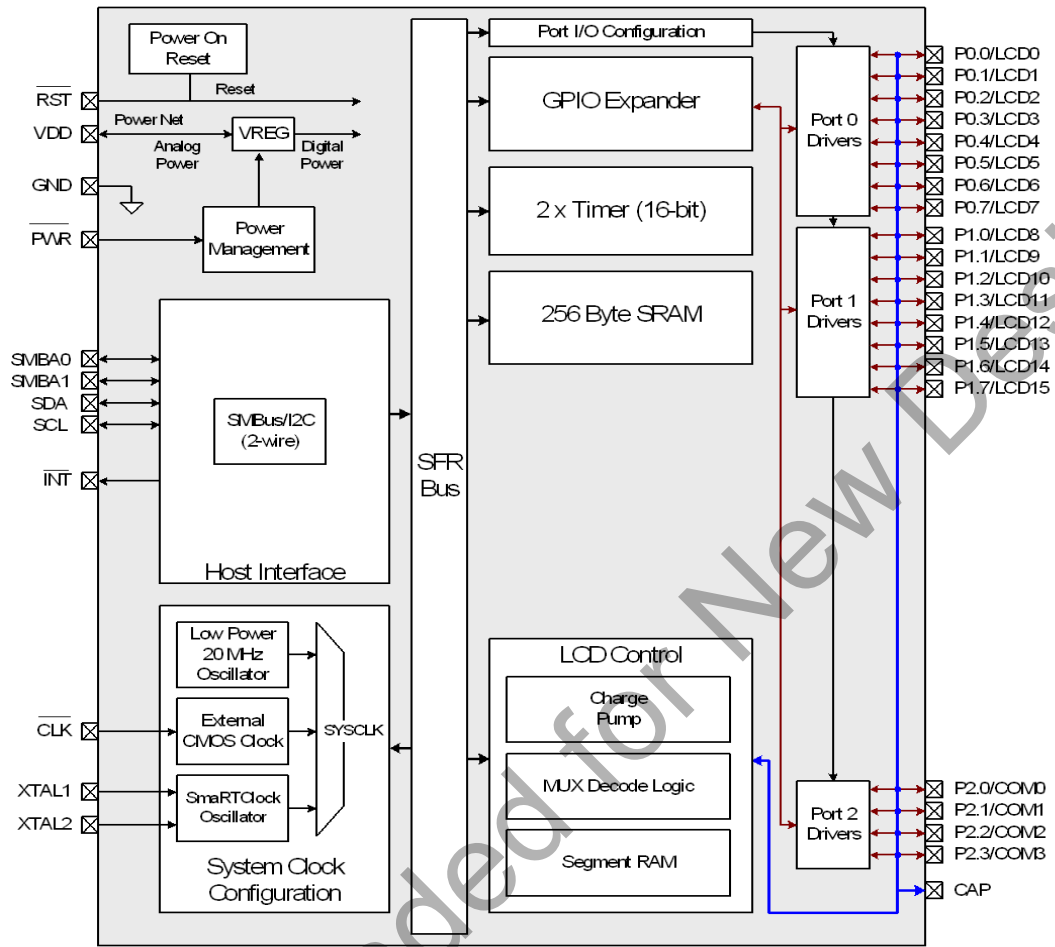 Power On
Reset
RST
Reset
VDD
Power Net
Analog
Power
VREG
Digital
Power
GND
PWR
Power
Management
SMBA0
SMBA1
SDA
SCL
INT
SMBus/I2C
(2-wire)
Host Interface
Low Power
20 MHz
Oscillator
CLK
External
CMOS Clock
SYSCLK
XTAL1
XTAL2
SmaRTClock
Oscillator
System Clock
Configuration
SFR
Bus
Port I/O Configuration
GPIO Expander
2 x Timer (16-bit)
256 Byte SRAM
LCD Control
Charge
Pump
MUX Decode Logic
Segment RAM
Port 0
Drivers
Port 1
Drivers
Port 2
Drivers
P0.0/LCD0
P0.1/LCD1
P0.2/LCD2
P0.3/LCD3
P0.4/LCD4
P0.5/LCD5
P0.6/LCD6
P0.7/LCD7
P1.0/LCD8
P1.1/LCD9
P1.2/LCD10
P1.3/LCD11
P1.4/LCD12
P1.5/LCD13
P1.6/LCD14
P1.7/LCD15
P2.0/COM0
P2.1/COM1
P2.2/COM2
P2.3/COM3
CAP
ded for New Desi